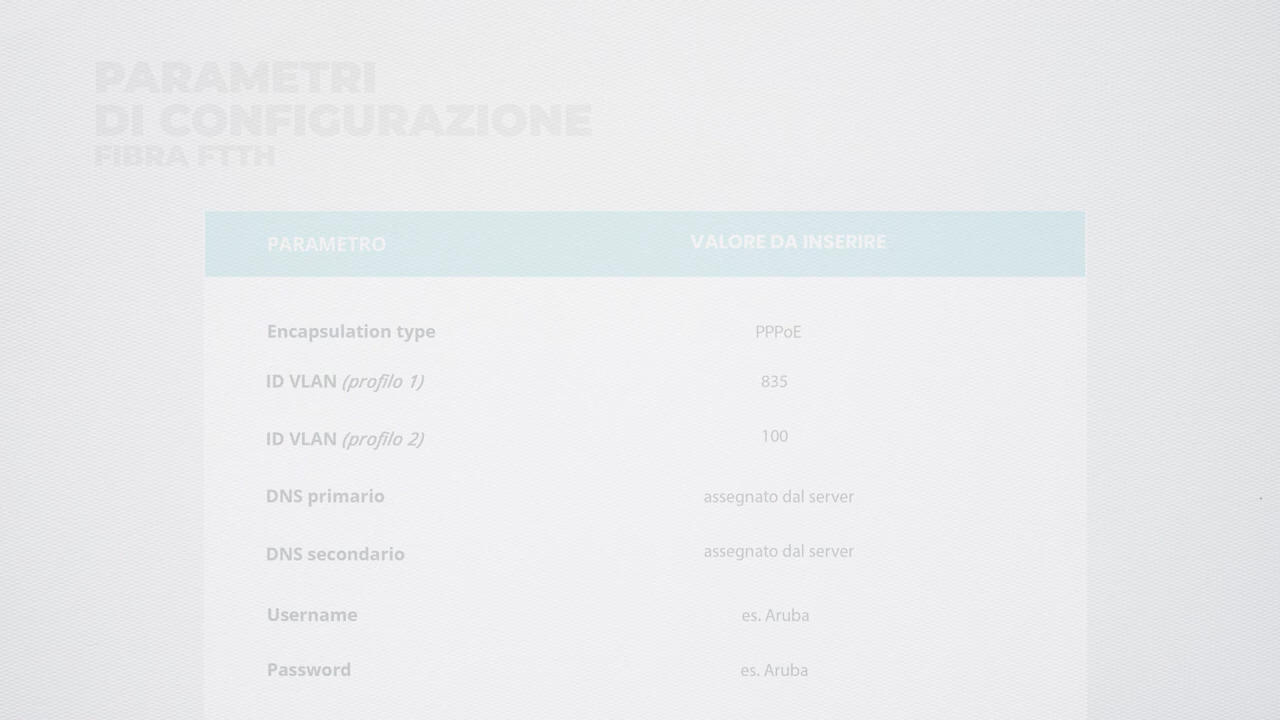 PARAMETRI
DI CONFIGURAZIONE
FIBRA FTTH
PARAMETRO VALORE DA INSERIRE
Encapsulation type PPPoE
ID VLAN (profilo 1) 835
ID VLAN (profilo 2) 100
DNS primario assegnato dal server
DNS secondario assegnato dal server
Username es. Aruba
Password es. Aruba